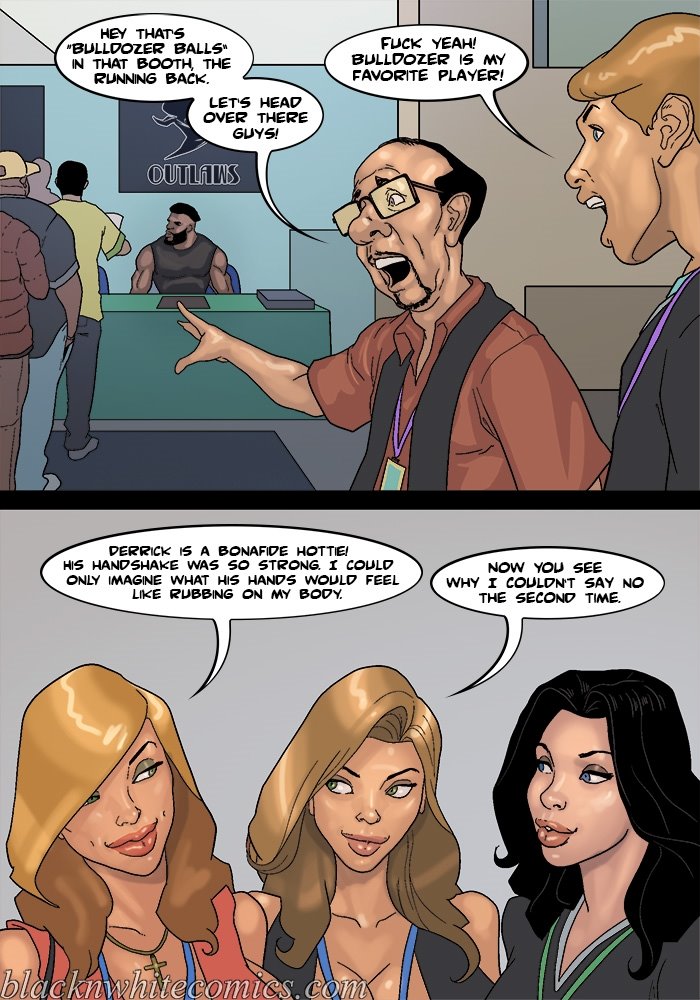 HEY THAT'S
"BULLDOZER BALLS"
IN THAT BOOTH, THE
RUNNING BACK.
LET'S HEAD
OVER THERE
GUYS!
FUCK YEAH!
BULLDOZER IS MY
FAVORITE PLAYER!
OUTLAWS
DERRICK IS A BONAFIDE HOTTIE!
HIS HANDSHAKE WAS SO STRONG. I COULD
ONLY IMAGINE WHAT HIS HANDS WOULD FEEL
LIKE RUBBING ON MY BODY.
NOW YOU SEE
WHY I COULDN'T SAY NO
THE SECOND TIME.
blacknwhitecomics.com